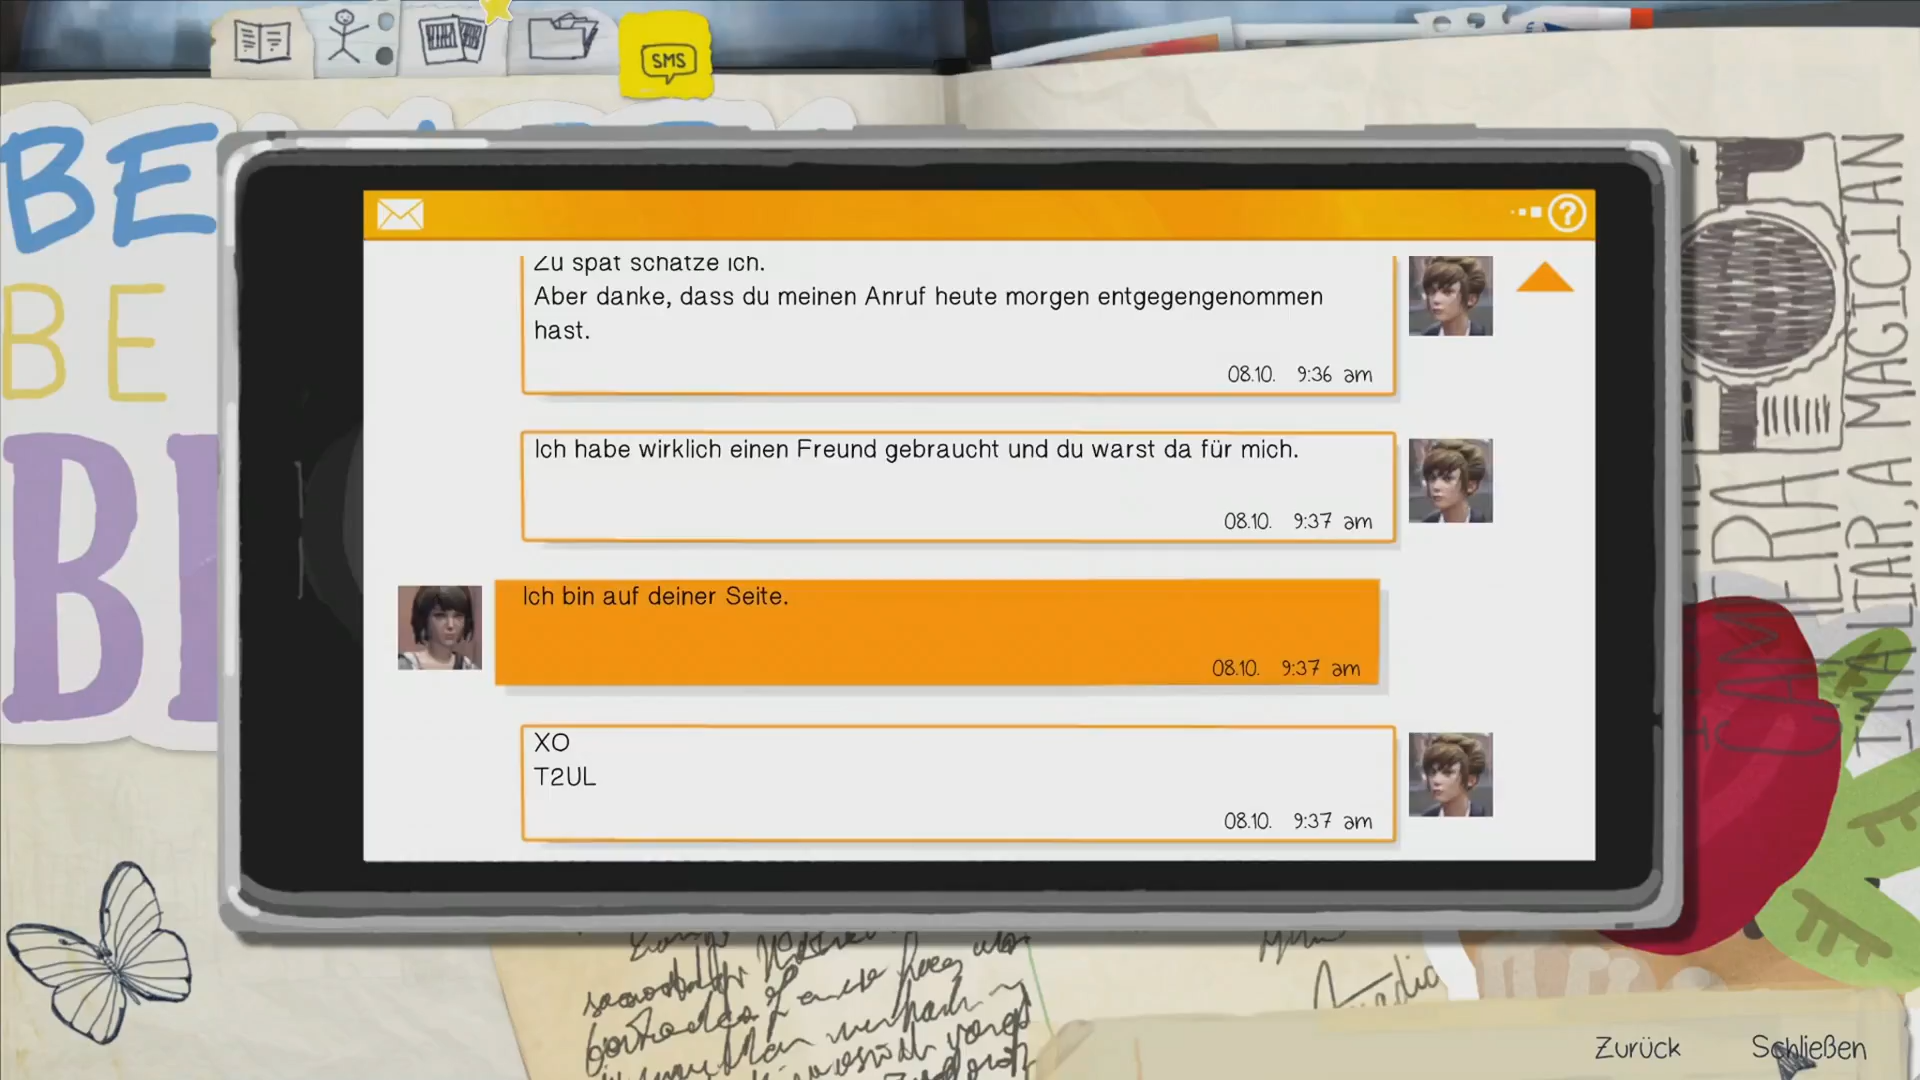 SMS
BE
BE
Zu spät schätze ich.
Aber danke, dass du meinen Anruf heute morgen entgegengenommen
hast.
08.10. 9:36 am
Ich habe wirklich einen Freund gebraucht und du warst da für mich.
08.10. 9:37 am
Ich bin auf deiner Seite.
08.10. 9:37 am
XO
T2UL
08.10. 9:37 am
CAMERA
LIAR, A MAGICIAN
Zurück
Schließen